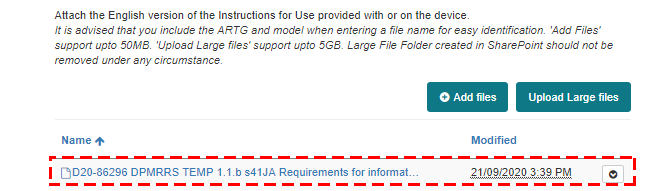 Attach the English version of the Instructions for Use provided with or on the device.
It is advised that you include the ARTG and model when entering a file name for easy identification. 'Add Files'
support upto 50MB. 'Upload Large files' support upto 5GB. Large File Folder created in SharePoint should not be
removed under any circumstance.
Add files Upload Large files
Name Modified
D20-86296 DPMRRS TEMP 1.1.b s41JA Requirements for informat... 21/09/2020 3:39 PM